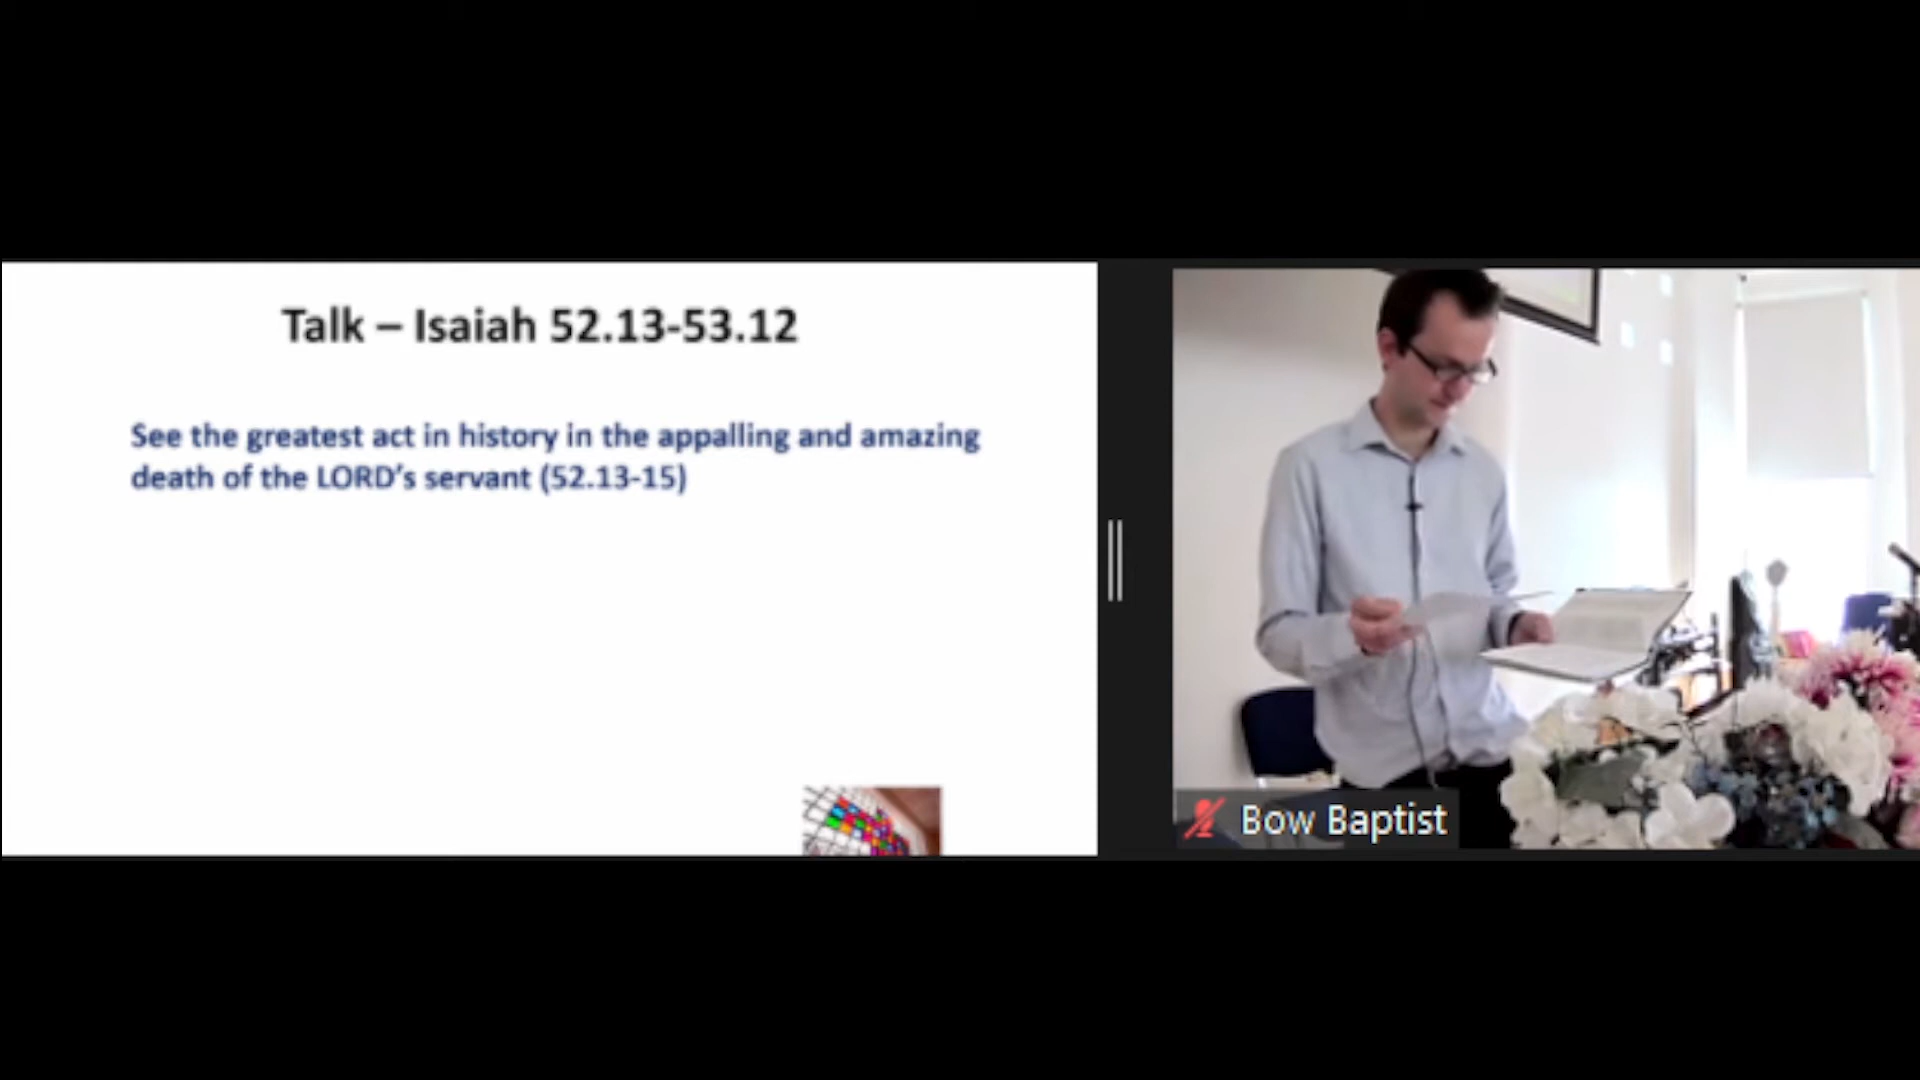 Talk – Isaiah 52.13-53.12
See the greatest act in history in the appalling and amazing
death of the LORD's servant (52.13-15)
Bow Baptist